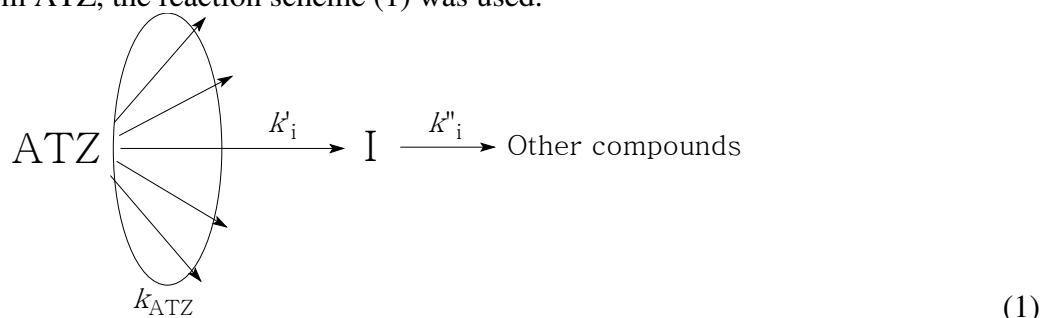 in ATZ, the reaction scheme (1) was used.
k'i k"i
ATZ I Other compounds
kATZ
(1)